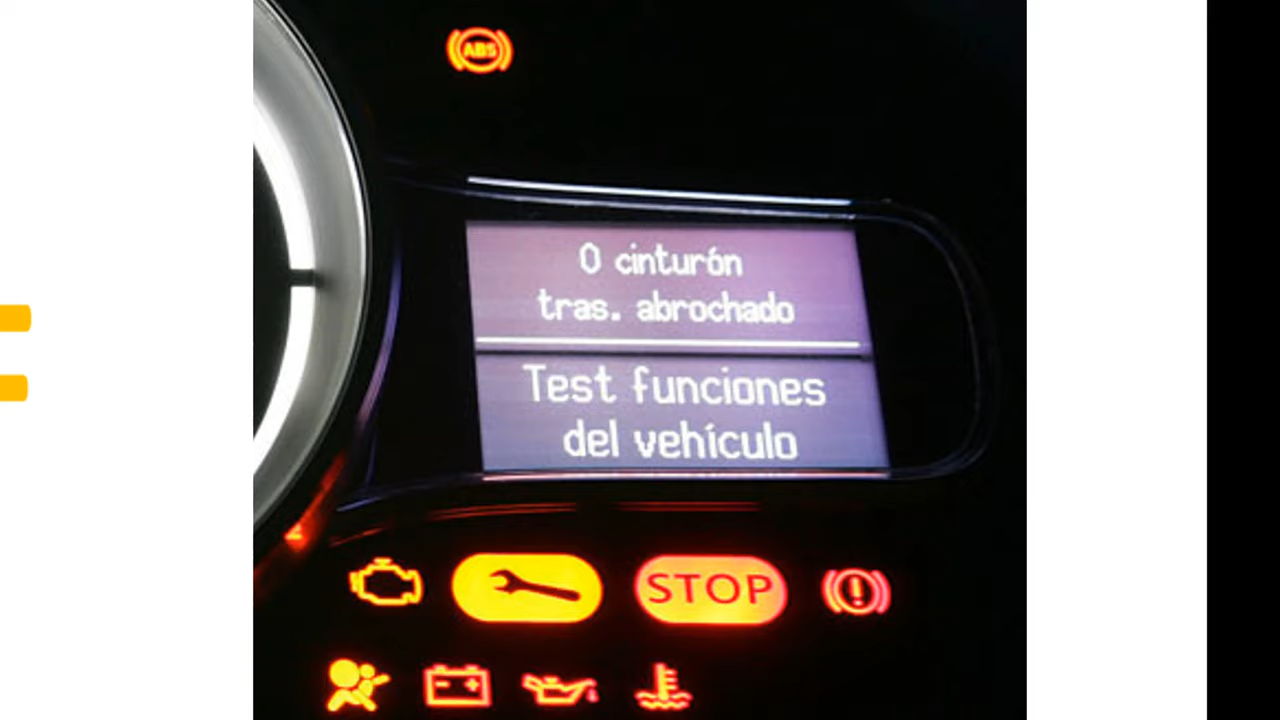 ABS
0 cinturón
tras. abrochado
Test funciones
del vehículo
STOP